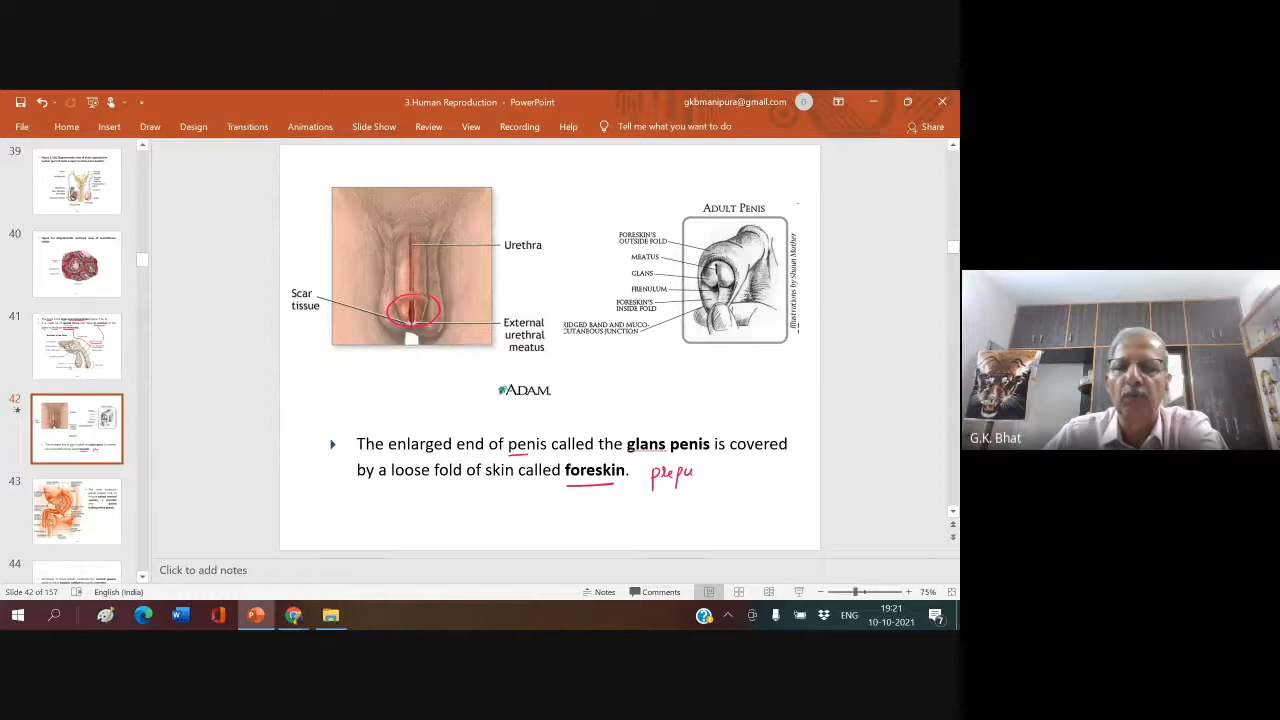 3.Human Reproduction - PowerPoint
gkbmanipura@gmail.com
G
File Home Insert Draw Design Transitions Animations Slide Show Review View Recording Help Tell me what you want to do Share
39
40
41
42
43
44
Urethra
Scar
tissue
External
urethral
meatus
ADULT PENIS
FORESKIN'S
OUTSIDE FOLD
MEATUS
GLANS
FRENULUM
FORESKIN'S
INSIDE FOLD
RIDGED BAND AND MUCO
CUTANEOUS JUNCTION
Illustrations by Shaun Mather
ADAM.
The enlarged end of penis called the glans penis is covered
by a loose fold of skin called foreskin. prepu
G.K. Bhat
Click to add notes
Slide 42 of 157 English (India) Notes Comments 75%
ENG
19:21
10-10-2021
7